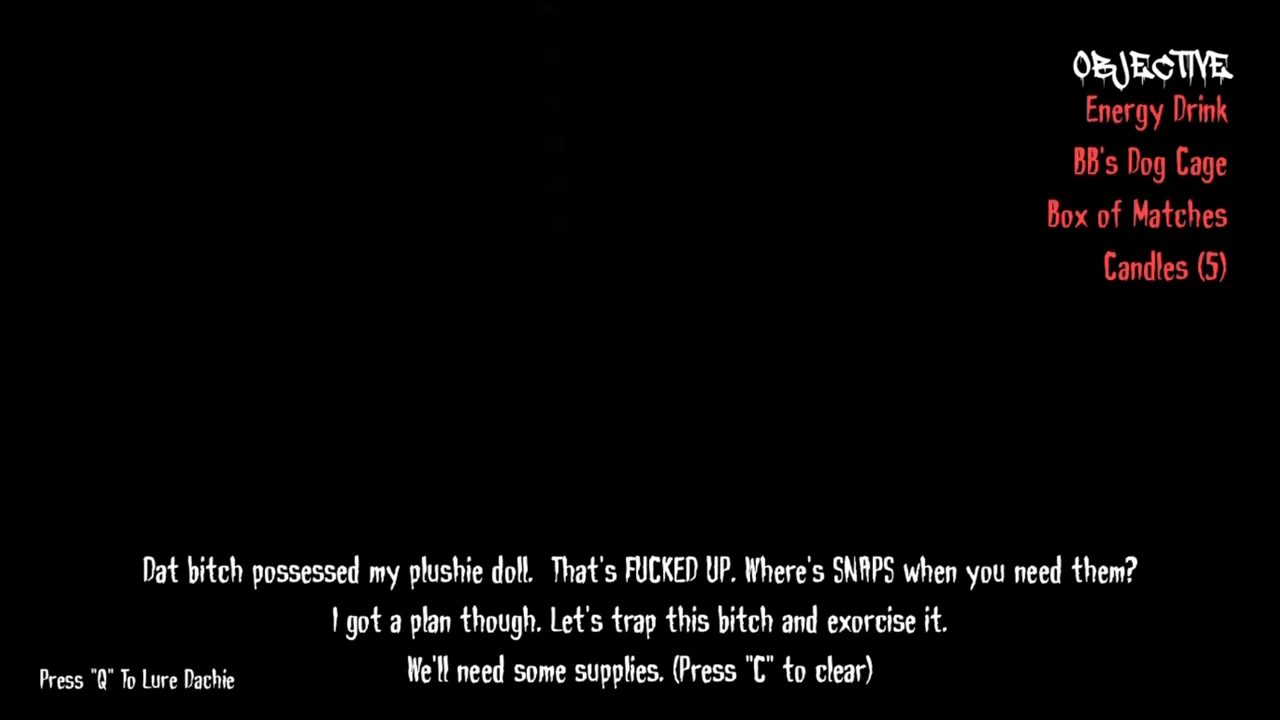 OBJECTIVE
Energy Drink
BB's Dog Cage
Box of Matches
Candles (5)
Dat bitch possessed my plushie doll.  That's FUCKED UP. Where's SNAPS when you need them?
I got a plan though. Let's trap this bitch and exorcise it.
We'll need some supplies. (Press "C" to clear)
Press "Q" To Lure Dachie